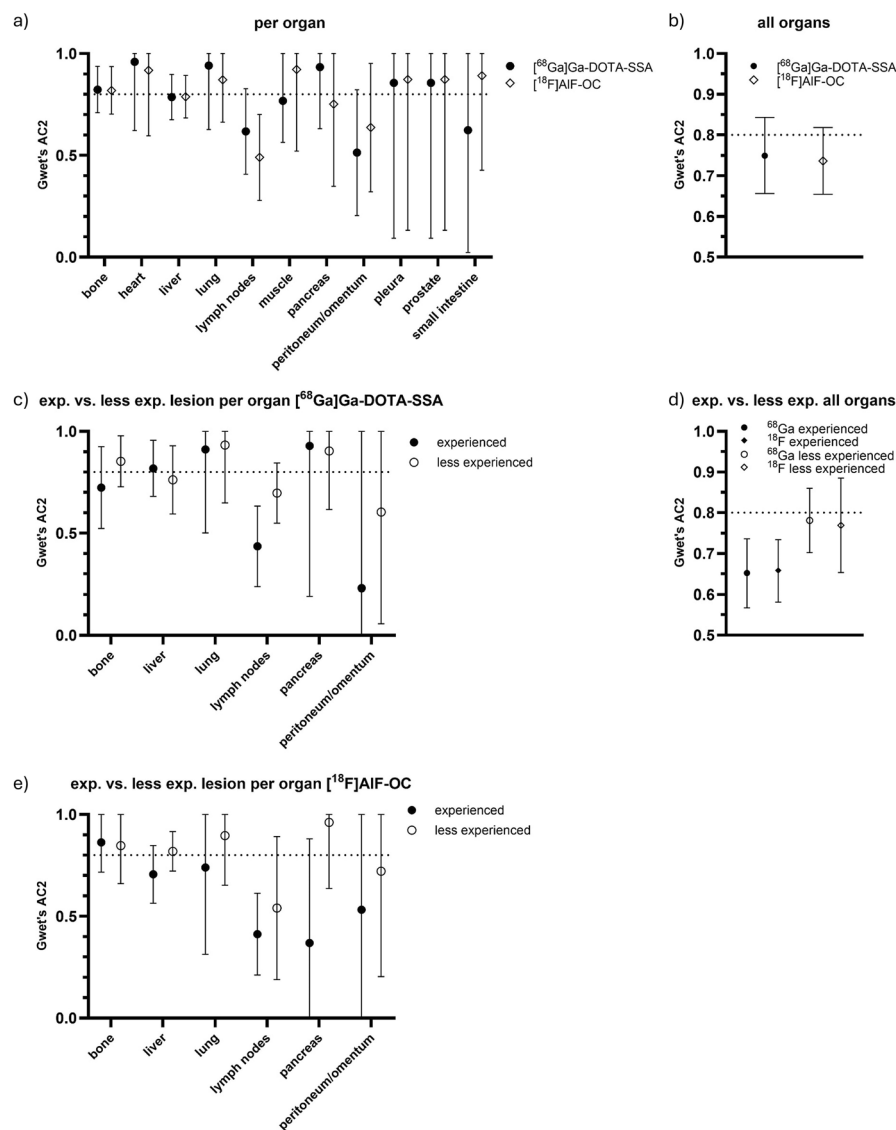 a) per organ
1.0
0.5
0.0
Gwet's AC2
bone
heart
liver
lung
lymph nodes
muscle
pancreas
peritoneum/omentum
pleura
prostate
small intestine
[⁶⁸Ga]Ga-DOTA-SSA
[¹⁸F]AlF-OC
b) all organs
1.0
0.9
0.8
0.7
0.6
0.5
Gwet's AC2
[⁶⁸Ga]Ga-DOTA-SSA
[¹⁸F]AlF-OC
c) exp. vs. less exp. lesion per organ [⁶⁸Ga]Ga-DOTA-SSA
1.0
0.5
0.0
Gwet's AC2
bone
liver
lung
lymph nodes
pancreas
peritoneum/omentum
experienced
less experienced
d) exp. vs. less exp. all organs
1.0
0.9
0.8
0.7
0.6
0.5
Gwet's AC2
⁶⁸Ga experienced
¹⁸F experienced
⁶⁸Ga less experienced
¹⁸F less experienced
e) exp. vs. less exp. lesion per organ [¹⁸F]AlF-OC
1.0
0.5
0.0
Gwet's AC2
bone
liver
lung
lymph nodes
pancreas
peritoneum/omentum
experienced
less experienced